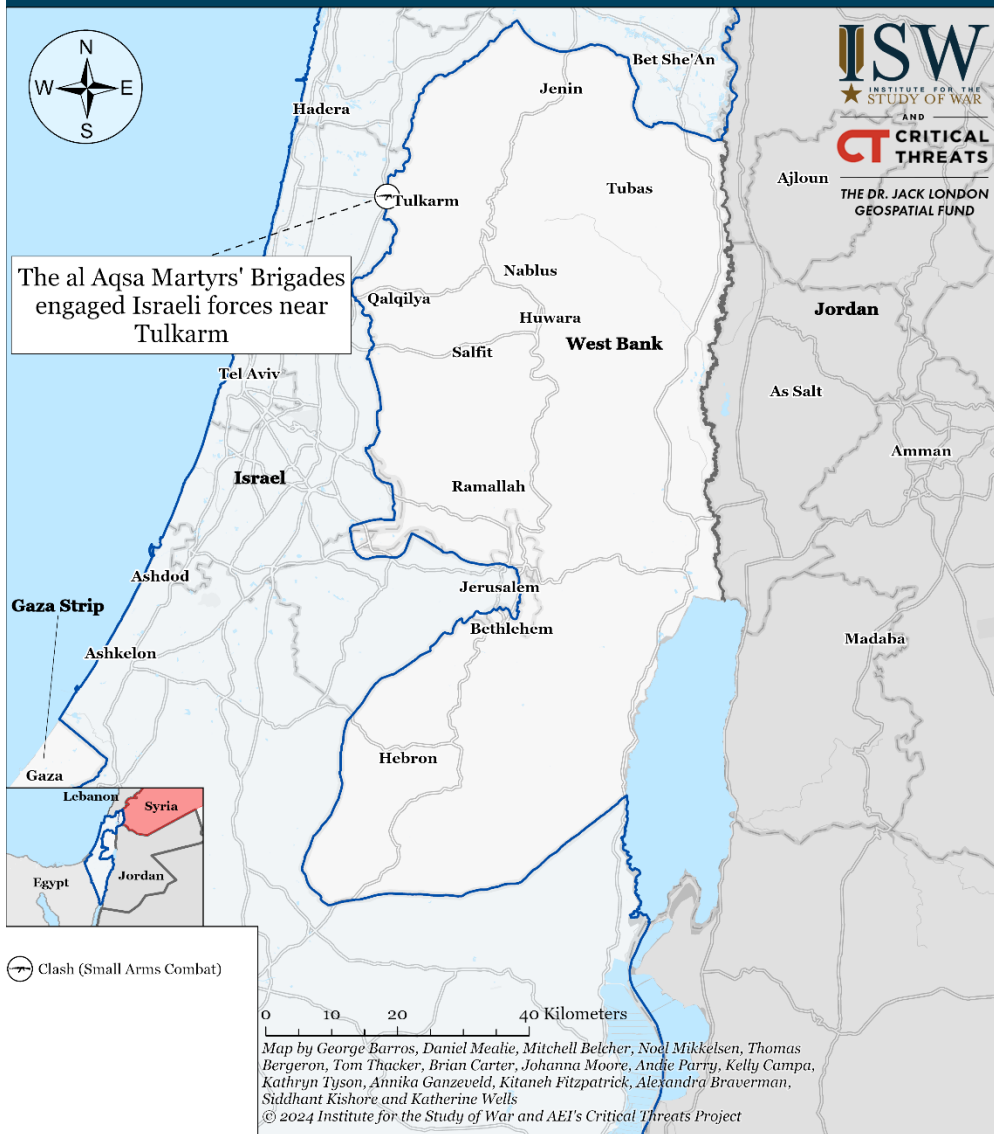 N
W E
S
ISW
INSTITUTE FOR THE
STUDY OF WAR
AND
CT CRITICAL
THREATS
THE DR. JACK LONDON
GEOSPATIAL FUND
Bet She'An
Jenin
Hadera
Ajloun
Tubas
Tulkarm
The al Aqsa Martyrs' Brigades
engaged Israeli forces near
Tulkarm
Nablus
Qalqilya
Huwara
Jordan
West Bank
Salfit
Tel Aviv
As Salt
Amman
Israel
Ramallah
Ashdod
Jerusalem
Gaza Strip
Bethlehem
Madaba
Ashkelon
Hebron
Gaza
Lebanon
Syria
Jordan
Egypt
Clash (Small Arms Combat)
0 10 20 40 Kilometers
Map by George Barros, Daniel Mealie, Mitchell Belcher, Noel Mikkelsen, Thomas
Bergeron, Tom Thacker, Brian Carter, Johanna Moore, Andie Parry, Kelly Campa,
Kathryn Tyson, Annika Ganzeveld, Kitaneh Fitzpatrick, Alexandra Braverman,
Siddhant Kishore and Katherine Wells
© 2024 Institute for the Study of War and AEI's Critical Threats Project